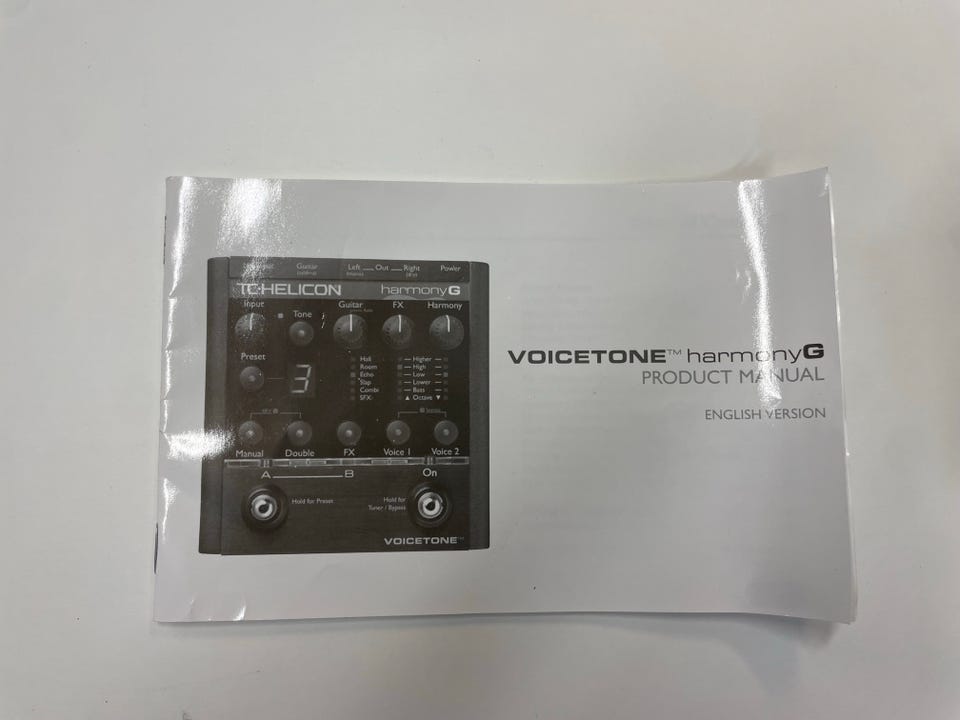 Guitar Left Out Right Power
TC·HELICON harmonyG
Input Guitar FX Harmony
Tone
Preset
3
Hall Higher
Room High
Echo Low
Slap Lower
Combi Bass
SFX ▲ Octave ▼
Manual Double FX Voice 1 Voice 2
A B On
Hold for Preset
Hold for
Tuner / Bypass
VOICETONE™
VOICETONE™ harmonyG
PRODUCT MANUAL
ENGLISH VERSION